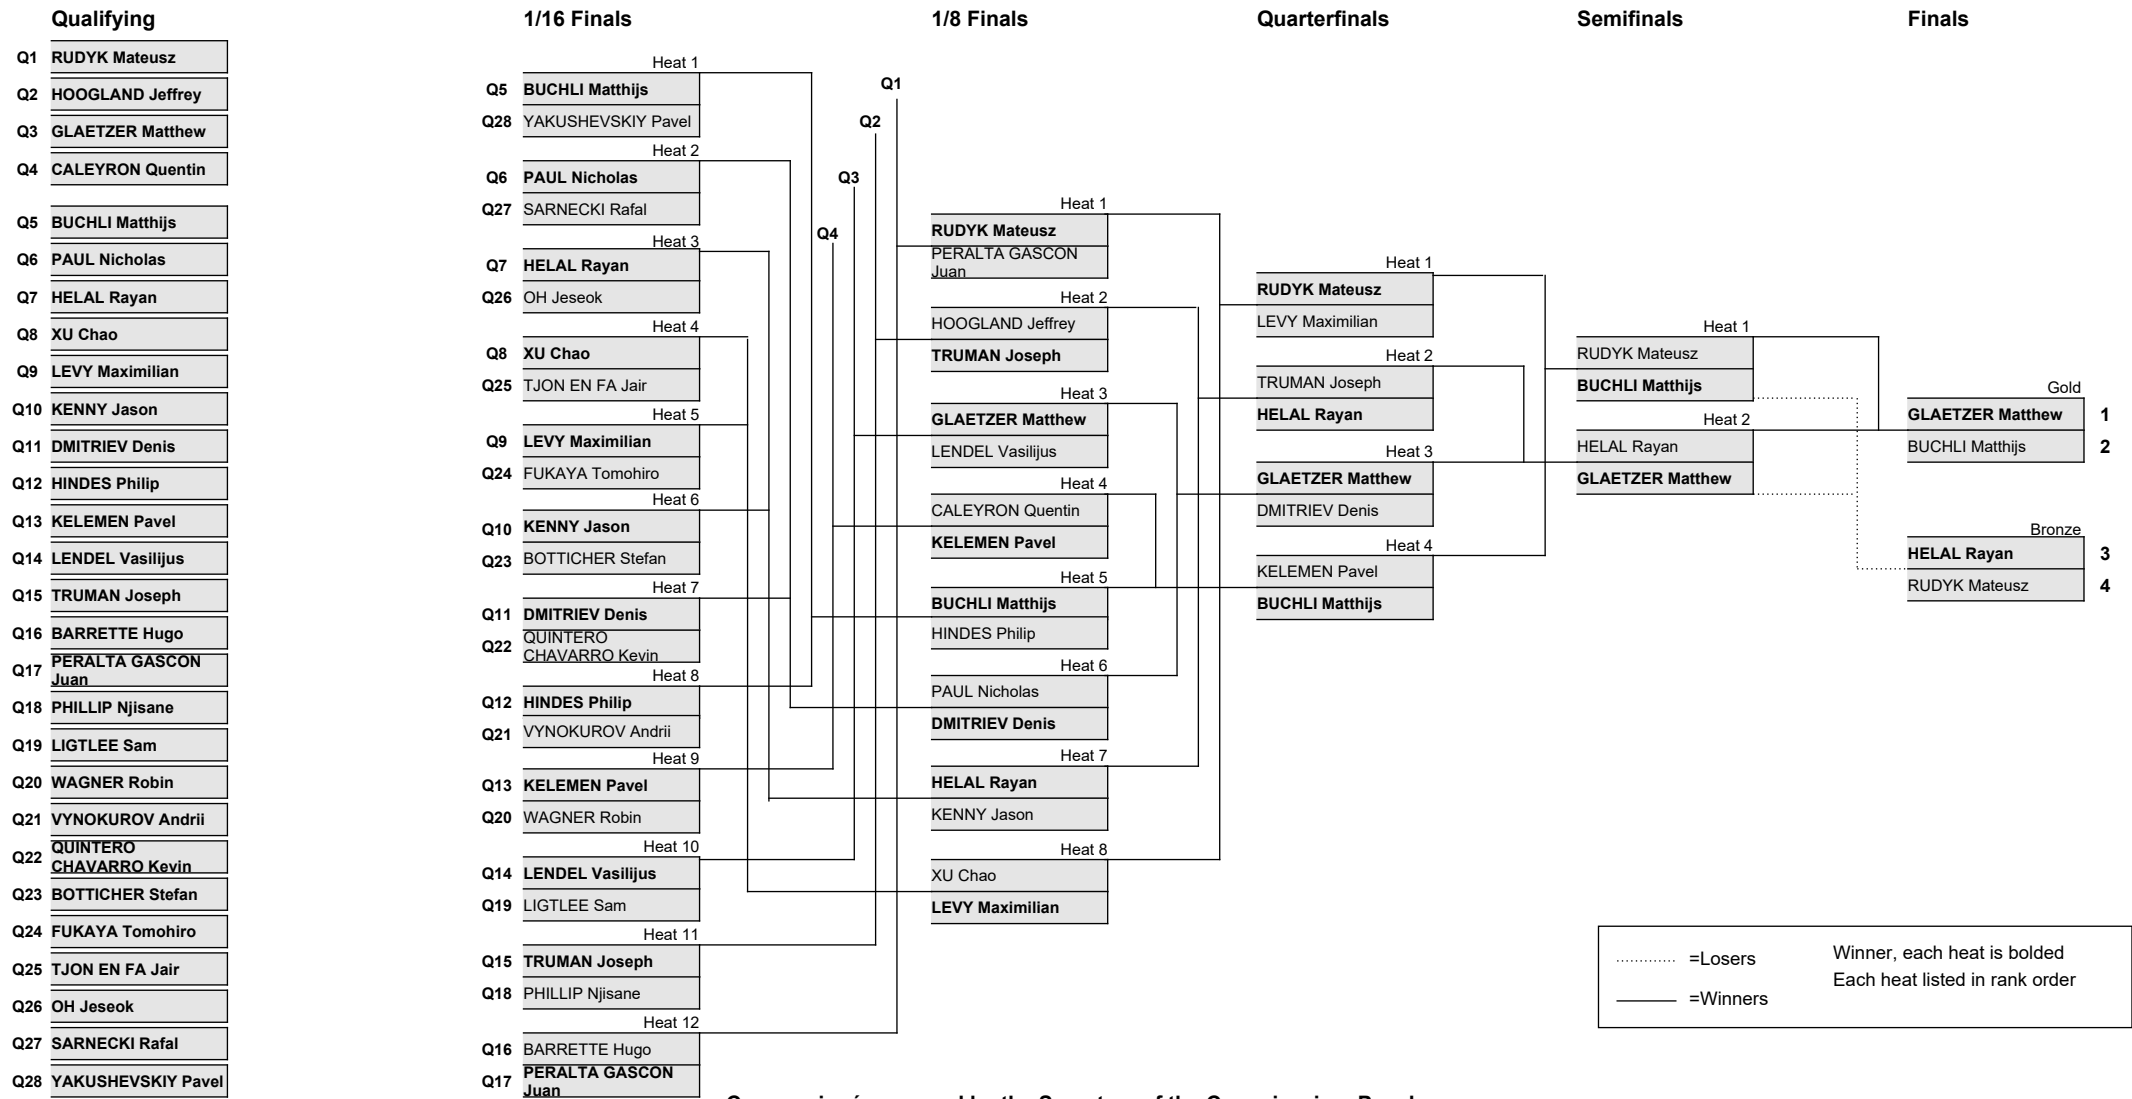 Qualifying
Q1 RUDYK Mateusz
Q2 HOOGLAND Jeffrey
Q3 GLAETZER Matthew
Q4 CALEYRON Quentin
Q5 BUCHLI Matthijs
Q6 PAUL Nicholas
Q7 HELAL Rayan
Q8 XU Chao
Q9 LEVY Maximilian
Q10 KENNY Jason
Q11 DMITRIEV Denis
Q12 HINDES Philip
Q13 KELEMEN Pavel
Q14 LENDEL Vasilijus
Q15 TRUMAN Joseph
Q16 BARRETTE Hugo
Q17 PERALTA GASCON
Juan
Q18 PHILLIP Njisane
Q19 LIGTLEE Sam
Q20 WAGNER Robin
Q21 VYNOKUROV Andrii
Q22 QUINTERO
CHAVARRO Kevin
Q23 BOTTICHER Stefan
Q24 FUKAYA Tomohiro
Q25 TJON EN FA Jair
Q26 OH Jeseok
Q27 SARNECKI Rafal
Q28 YAKUSHEVSKIY Pavel
1/16 Finals
Heat 1
Q5 BUCHLI Matthijs
Q28 YAKUSHEVSKIY Pavel
Heat 2
Q6 PAUL Nicholas
Q27 SARNECKI Rafal
Heat 3
Q7 HELAL Rayan
Q26 OH Jeseok
Heat 4
Q8 XU Chao
Q25 TJON EN FA Jair
Heat 5
Q9 LEVY Maximilian
Q24 FUKAYA Tomohiro
Heat 6
Q10 KENNY Jason
Q23 BOTTICHER Stefan
Heat 7
Q11 DMITRIEV Denis
Q22 QUINTERO
CHAVARRO Kevin
Heat 8
Q12 HINDES Philip
Q21 VYNOKUROV Andrii
Heat 9
Q13 KELEMEN Pavel
Q20 WAGNER Robin
Heat 10
Q14 LENDEL Vasilijus
Q19 LIGTLEE Sam
Heat 11
Q15 TRUMAN Joseph
Q18 PHILLIP Njisane
Heat 12
Q16 BARRETTE Hugo
Q17 PERALTA GASCON
Juan
1/8 Finals
Q1
Q2
Q3
Q4
Heat 1
RUDYK Mateusz
PERALTA GASCON
Juan
Heat 2
HOOGLAND Jeffrey
TRUMAN Joseph
Heat 3
GLAETZER Matthew
LENDEL Vasilijus
Heat 4
CALEYRON Quentin
KELEMEN Pavel
Heat 5
BUCHLI Matthijs
HINDES Philip
Heat 6
PAUL Nicholas
DMITRIEV Denis
Heat 7
HELAL Rayan
KENNY Jason
Heat 8
XU Chao
LEVY Maximilian
Quarterfinals
Heat 1
RUDYK Mateusz
LEVY Maximilian
Heat 2
TRUMAN Joseph
HELAL Rayan
Heat 3
GLAETZER Matthew
DMITRIEV Denis
Heat 4
KELEMEN Pavel
BUCHLI Matthijs
Semifinals
Heat 1
RUDYK Mateusz
BUCHLI Matthijs
Heat 2
HELAL Rayan
GLAETZER Matthew
Finals
Gold
GLAETZER Matthew 1
BUCHLI Matthijs 2
Bronze
HELAL Rayan 3
RUDYK Mateusz 4
=Losers
=Winners
Winner, each heat is bolded
Each heat listed in rank order